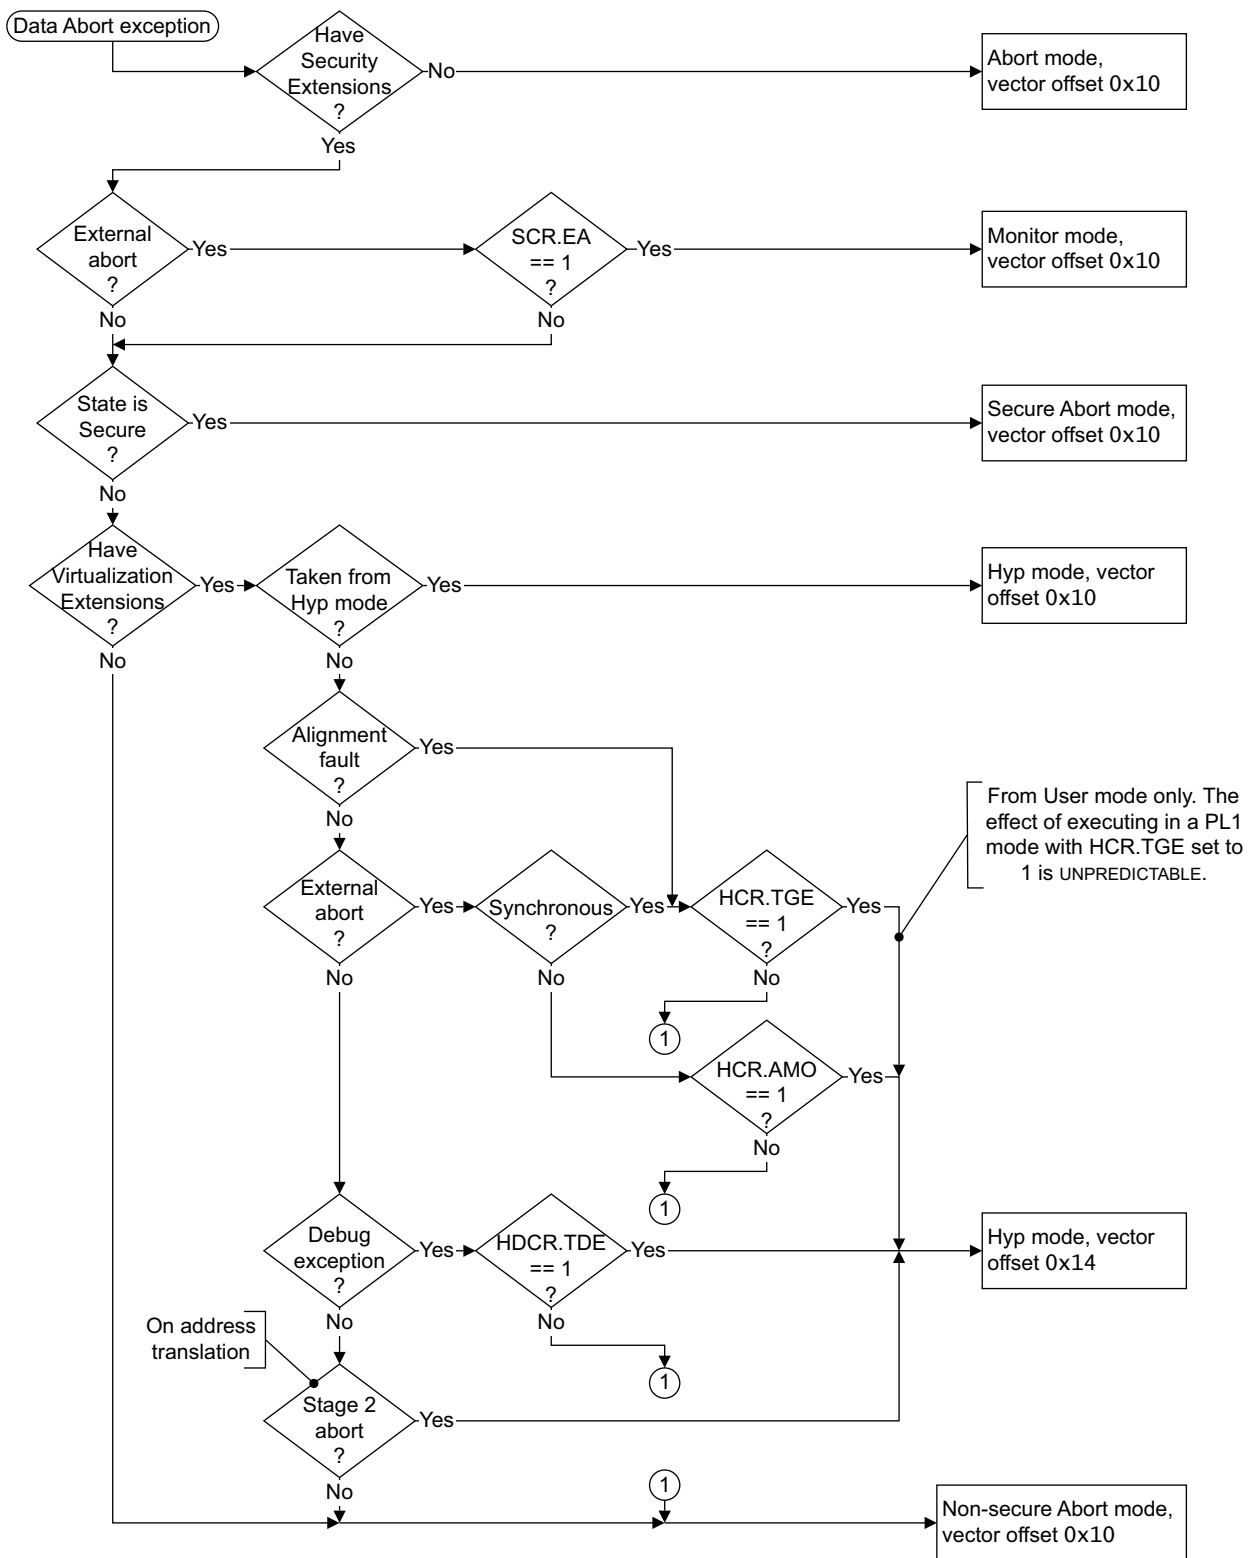 Data Abort exception
Have
Security
Extensions
?
No
Yes
Abort mode,
vector offset 0x10
External
abort
?
Yes
No
SCR.EA
== 1
?
Yes
No
Monitor mode,
vector offset 0x10
State is
Secure
?
Yes
No
Secure Abort mode,
vector offset 0x10
Have
Virtualization
Extensions
?
Yes
No
Taken from
Hyp mode
?
Yes
No
Hyp mode, vector
offset 0x10
Alignment
fault
?
Yes
No
From User mode only. The
effect of executing in a PL1
mode with HCR.TGE set to
1 is UNPREDICTABLE.
External
abort
?
Yes
No
Synchronous
?
Yes
No
HCR.TGE
== 1
?
Yes
No
1
HCR.AMO
== 1
?
Yes
No
1
Debug
exception
?
Yes
No
HDCR.TDE
== 1
?
Yes
No
1
Hyp mode, vector
offset 0x14
On address
translation
Stage 2
abort
?
Yes
No
1
Non-secure Abort mode,
vector offset 0x10